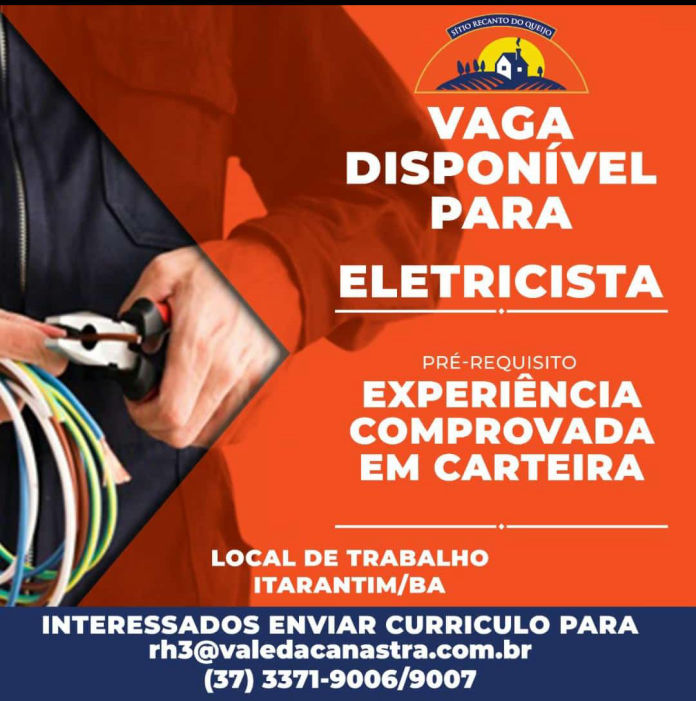 SÍTIO RECANTO DO QUEIJO
VAGA
DISPONÍVEL
PARA
ELETRICISTA
PRÉ-REQUISITO
EXPERIÊNCIA
COMPROVADA
EM CARTEIRA
LOCAL DE TRABALHO
ITARANTIM/BA
INTERESSADOS ENVIAR CURRICULO PARA
rh3@valedacanastra.com.br
(37) 3371-9006/9007